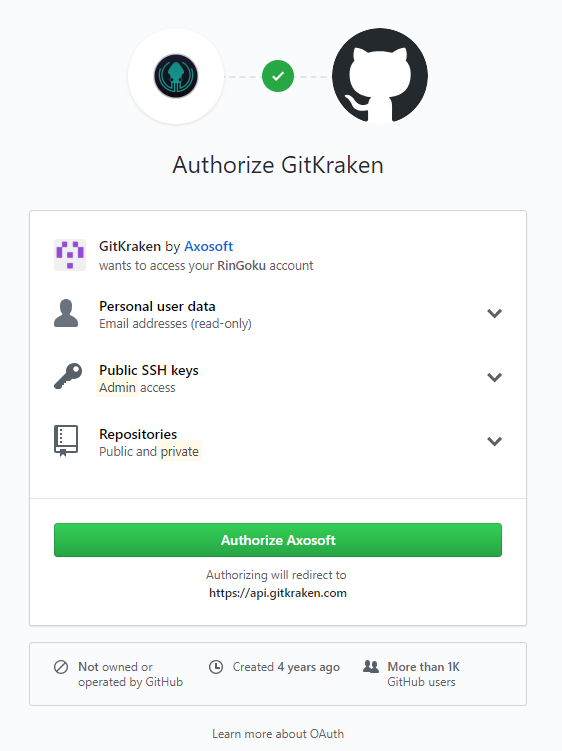 Authorize GitKraken
GitKraken by Axosoft
wants to access your RinGoku account
Personal user data
Email addresses (read-only)
Public SSH keys
Admin access
Repositories
Public and private
Authorize Axosoft
Authorizing will redirect to
https://api.gitkraken.com
Not owned or
operated by GitHub
Created 4 years ago
More than 1K
GitHub users
Learn more about OAuth